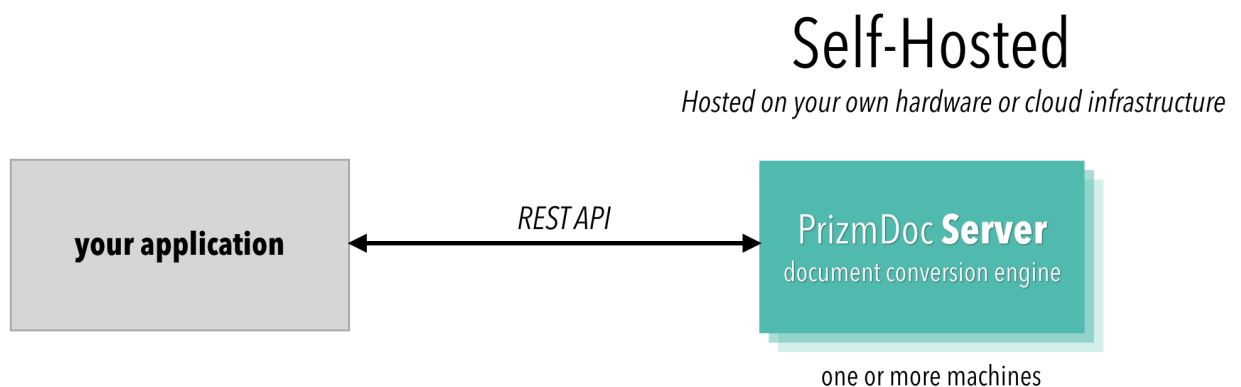 Self-Hosted
Hosted on your own hardware or cloud infrastructure
your application
REST API
PrizmDoc Server
document conversion engine
one or more machines